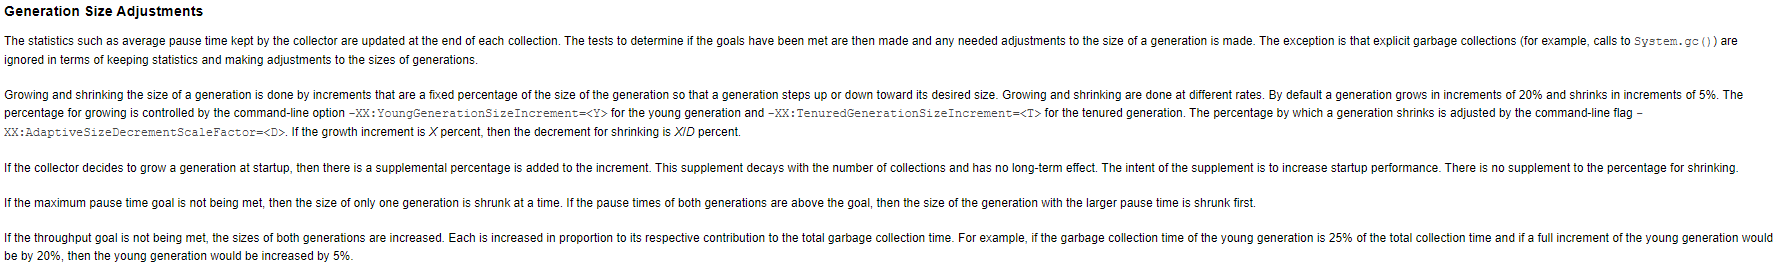 Generation Size Adjustments
The statistics such as average pause time kept by the collector are updated at the end of each collection. The tests to determine if the goals have been met are then made and any needed adjustments to the size of a generation is made. The exception is that explicit garbage collections (for example, calls to System.gc()) are
ignored in terms of keeping statistics and making adjustments to the sizes of generations.
Growing and shrinking the size of a generation is done by increments that are a fixed percentage of the size of the generation so that a generation steps up or down toward its desired size. Growing and shrinking are done at different rates. By default a generation grows in increments of 20% and shrinks in increments of 5%. The
percentage for growing is controlled by the command-line option -XX:YoungGenerationSizeIncrement=<Y> for the young generation and -XX:TenuredGenerationSizeIncrement=<T> for the tenured generation. The percentage by which a generation shrinks is adjusted by the command-line flag -
XX:AdaptiveSizeDecrementScaleFactor=<D>. If the growth increment is X percent, then the decrement for shrinking is X/D percent.
If the collector decides to grow a generation at startup, then there is a supplemental percentage is added to the increment. This supplement decays with the number of collections and has no long-term effect. The intent of the supplement is to increase startup performance. There is no supplement to the percentage for shrinking.
If the maximum pause time goal is not being met, then the size of only one generation is shrunk at a time. If the pause times of both generations are above the goal, then the size of the generation with the larger pause time is shrunk first.
If the throughput goal is not being met, the sizes of both generations are increased. Each is increased in proportion to its respective contribution to the total garbage collection time. For example, if the garbage collection time of the young generation is 25% of the total collection time and if a full increment of the young generation would
be by 20%, then the young generation would be increased by 5%.